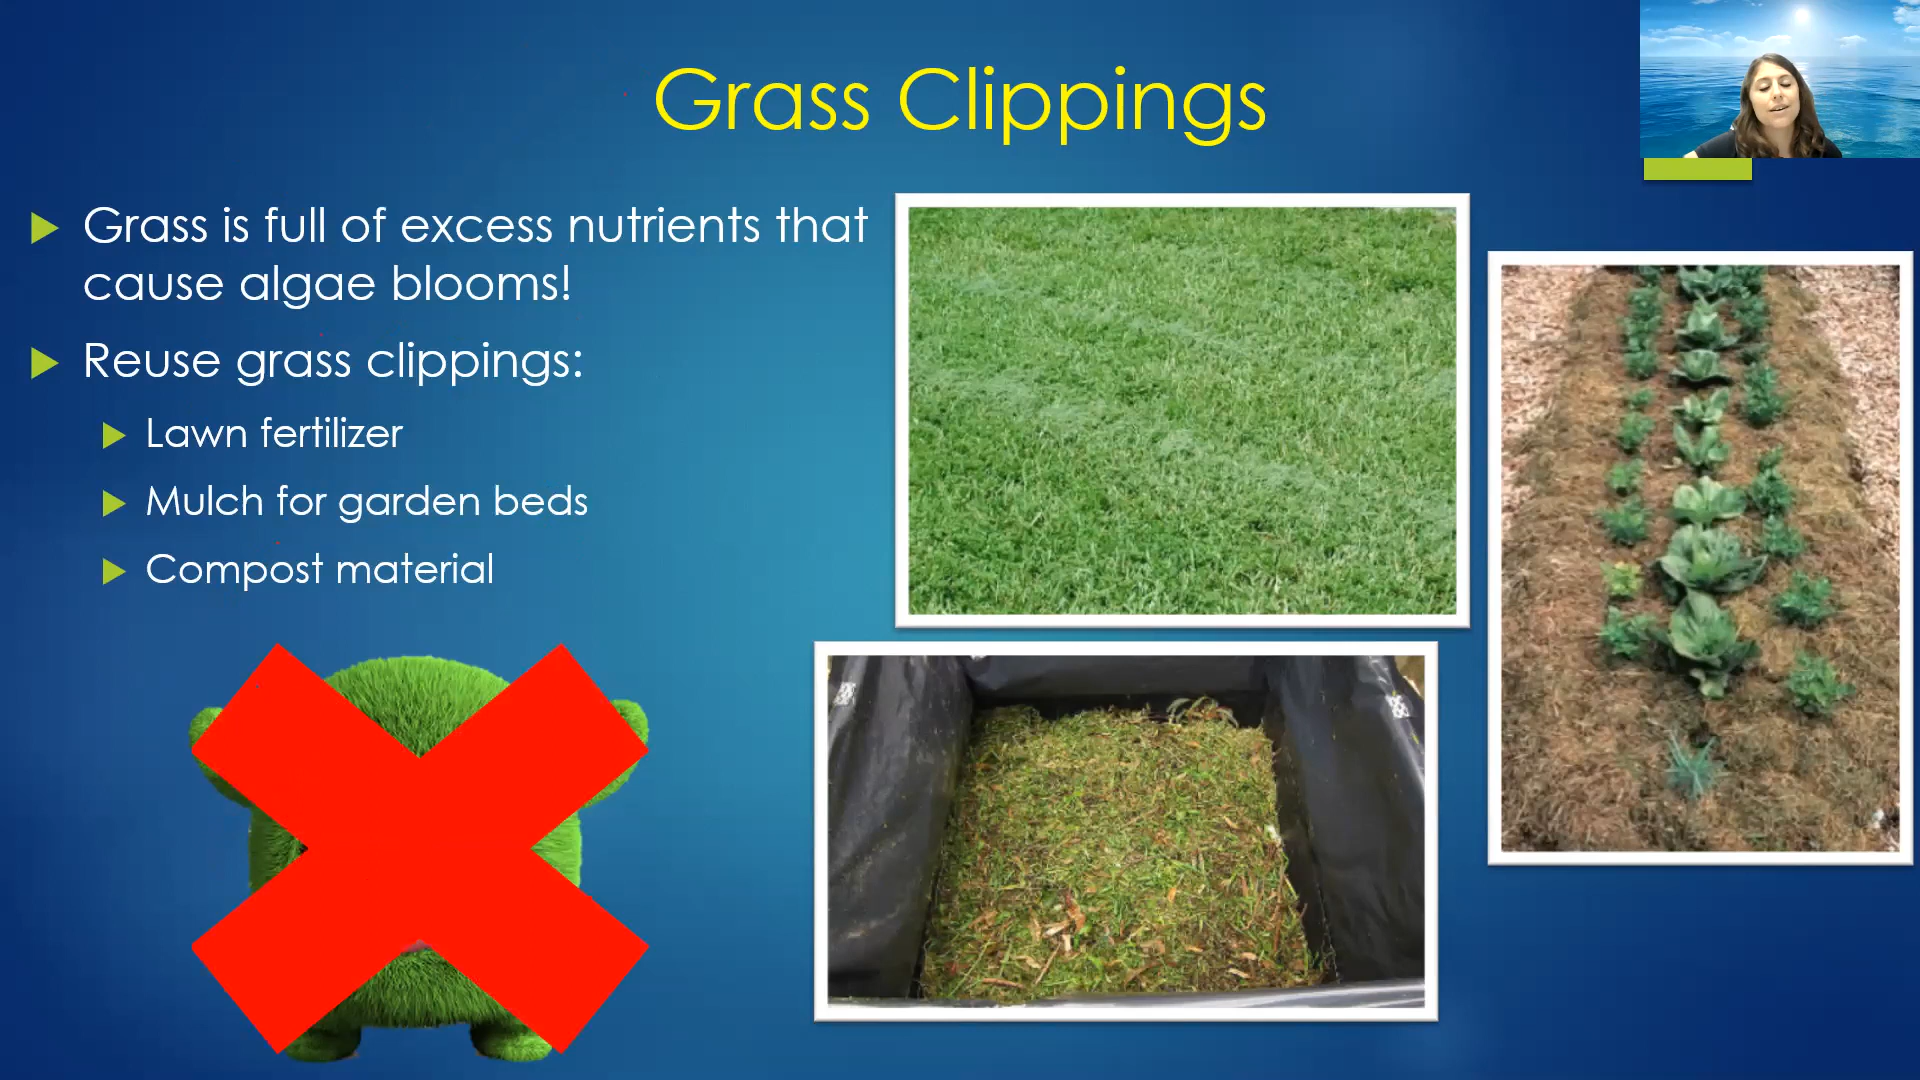 Grass Clippings
Grass is full of excess nutrients that
cause algae blooms!
Reuse grass clippings:
Lawn fertilizer
Mulch for garden beds
Compost material